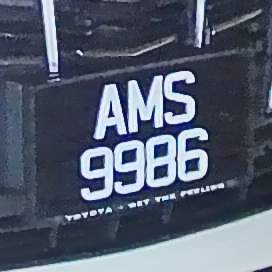 AMS
9986
TOYOTA - GET THE FEELING